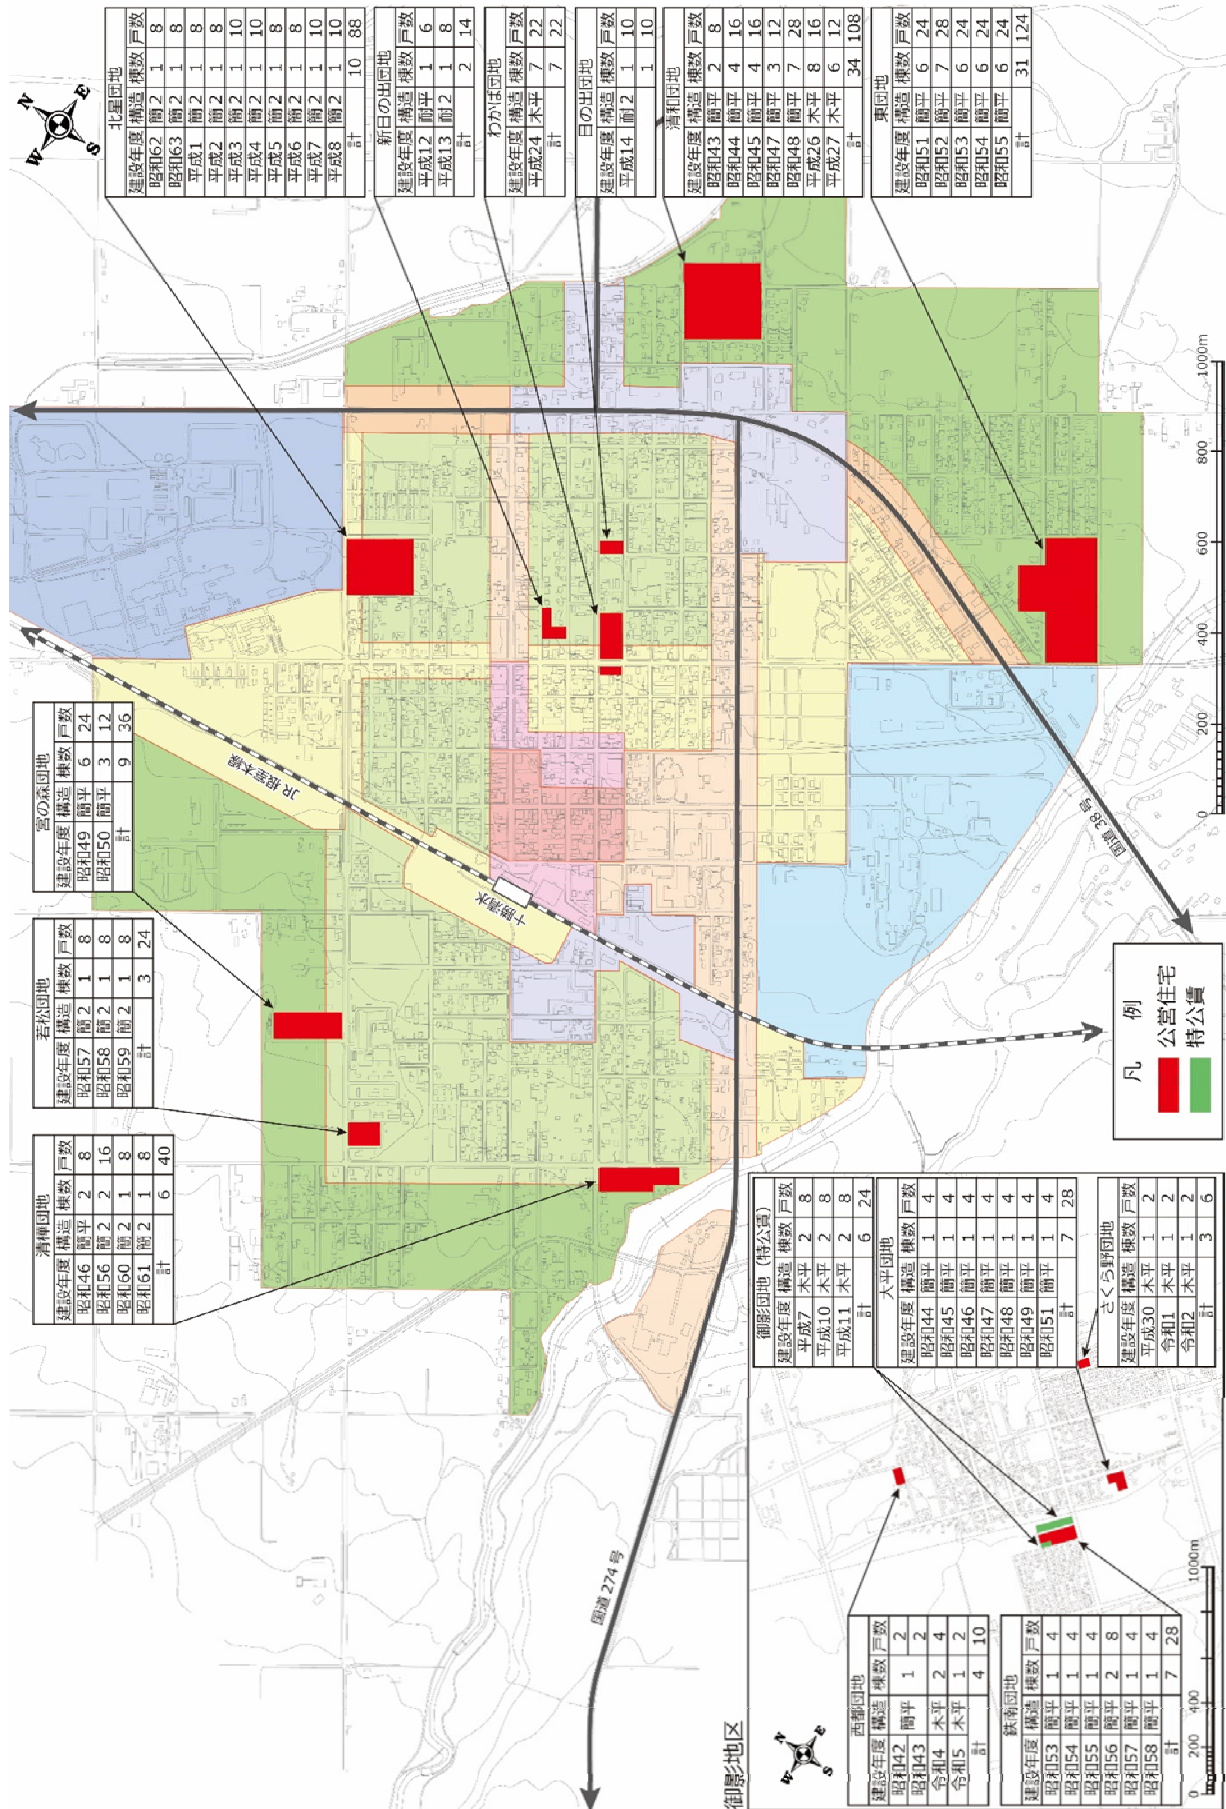 清樺団地
建設年度 構造 棟数 戸数
昭和46 簡平 2 8
昭和56 簡2 2 16
昭和60 簡2 1 8
昭和61 簡2 1 8
計 6 40
若松団地
建設年度 構造 棟数 戸数
昭和57 簡2 1 8
昭和58 簡2 1 8
昭和59 簡2 1 8
計 3 24
宮の森団地
建設年度 構造 棟数 戸数
昭和49 簡平 6 24
昭和50 簡平 3 12
計 9 36
北星団地
建設年度 構造 棟数 戸数
昭和62 簡2 1 8
昭和63 簡2 1 8
平成1 簡2 1 8
平成2 簡2 1 8
平成3 簡2 1 10
平成4 簡2 1 10
平成5 簡2 1 8
平成6 簡2 1 8
平成7 簡2 1 10
平成8 簡2 1 10
計 10 88
新日の出団地
建設年度 構造 棟数 戸数
平成12 耐平 1 6
平成13 耐2 1 8
計 2 14
わかば団地
建設年度 構造 棟数 戸数
平成24 木平 7 22
計 7 22
日の出団地
建設年度 構造 棟数 戸数
平成14 耐2 1 10
計 1 10
清和団地
建設年度 構造 棟数 戸数
昭和43 簡平 2 8
昭和44 簡平 4 16
昭和45 簡平 4 16
昭和47 簡平 3 12
昭和48 簡平 7 28
平成26 木平 8 16
平成27 木平 6 12
計 34 108
東団地
建設年度 構造 棟数 戸数
昭和51 簡平 6 24
昭和52 簡平 7 28
昭和53 簡平 6 24
昭和54 簡平 6 24
昭和55 簡平 6 24
計 31 124
N
E
S
W
JR根室本線
十勝清水
国道274号
国道38号
0 200 400 600 800 1000m
凡例
公営住宅
特公賃
御影地区
N
E
S
W
西都団地
建設年度 構造 棟数 戸数
昭和42 簡平 1 2
昭和43 2
令和4 木平 2 4
令和5 木平 1 2
計 4 10
鉄南団地
建設年度 構造 棟数 戸数
昭和53 簡平 1 4
昭和54 簡平 1 4
昭和55 簡平 1 4
昭和56 簡平 2 8
昭和57 簡平 1 4
昭和58 簡平 1 4
計 7 28
0 200 400 1000m
御影団地（特公賃）
建設年度 構造 棟数 戸数
平成7 木平 2 8
平成10 木平 2 8
平成11 木平 2 8
計 6 24
大平団地
建設年度 構造 棟数 戸数
昭和44 簡平 1 4
昭和45 簡平 1 4
昭和46 簡平 1 4
昭和47 簡平 1 4
昭和48 簡平 1 4
昭和49 簡平 1 4
昭和51 簡平 1 4
計 7 28
さくら野団地
建設年度 構造 棟数 戸数
平成30 木平 1 2
令和1 木平 1 2
令和2 木平 1 2
計 3 6